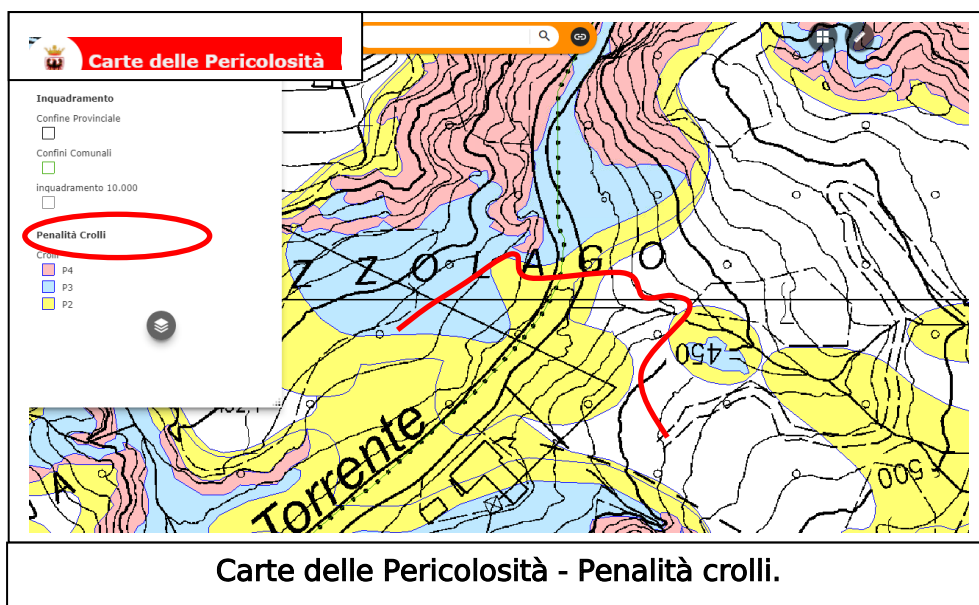 Carte delle Pericolosità
Inquadramento
Confine Provinciale
Confini Comunali
inquadramento 10.000
Penalità Crolli
Crolli
P4
P3
P2
Z Z O L A G O
450
500
A
Torrente
Carte delle Pericolosità - Penalità crolli.